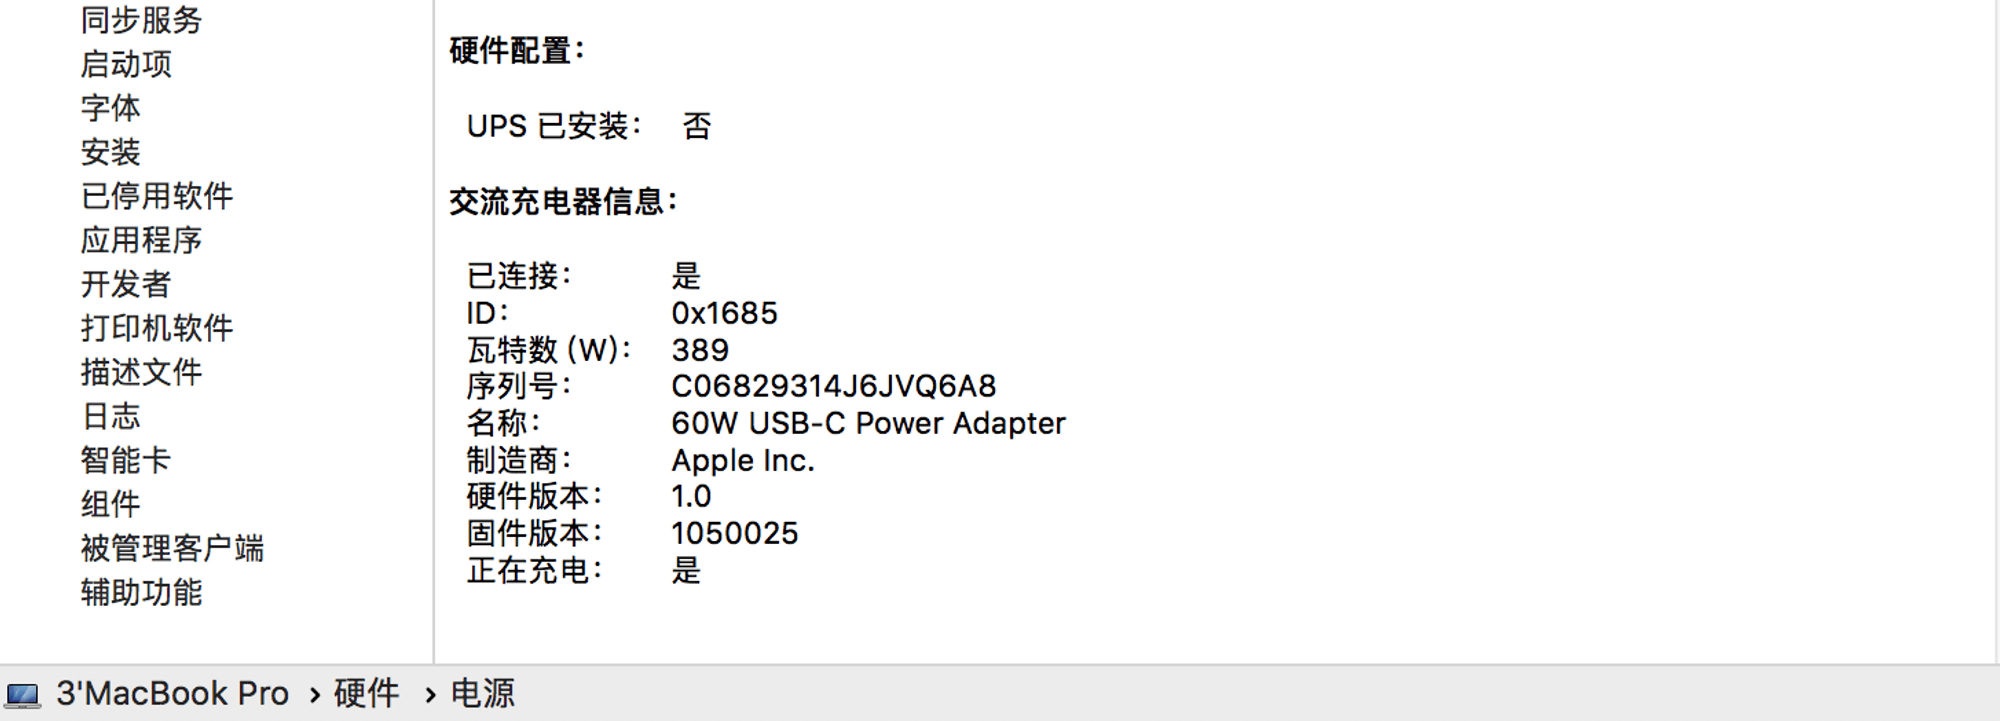 同步服务
启动项
字体
安装
已停用软件
应用程序
开发者
打印机软件
描述文件
日志
智能卡
组件
被管理客户端
辅助功能
硬件配置：
UPS 已安装： 否
交流充电器信息：
已连接： 是
ID： 0x1685
瓦特数 (W)： 389
序列号： C06829314J6JVQ6A8
名称： 60W USB-C Power Adapter
制造商： Apple Inc.
硬件版本： 1.0
固件版本： 1050025
正在充电： 是
3'MacBook Pro › 硬件 › 电源